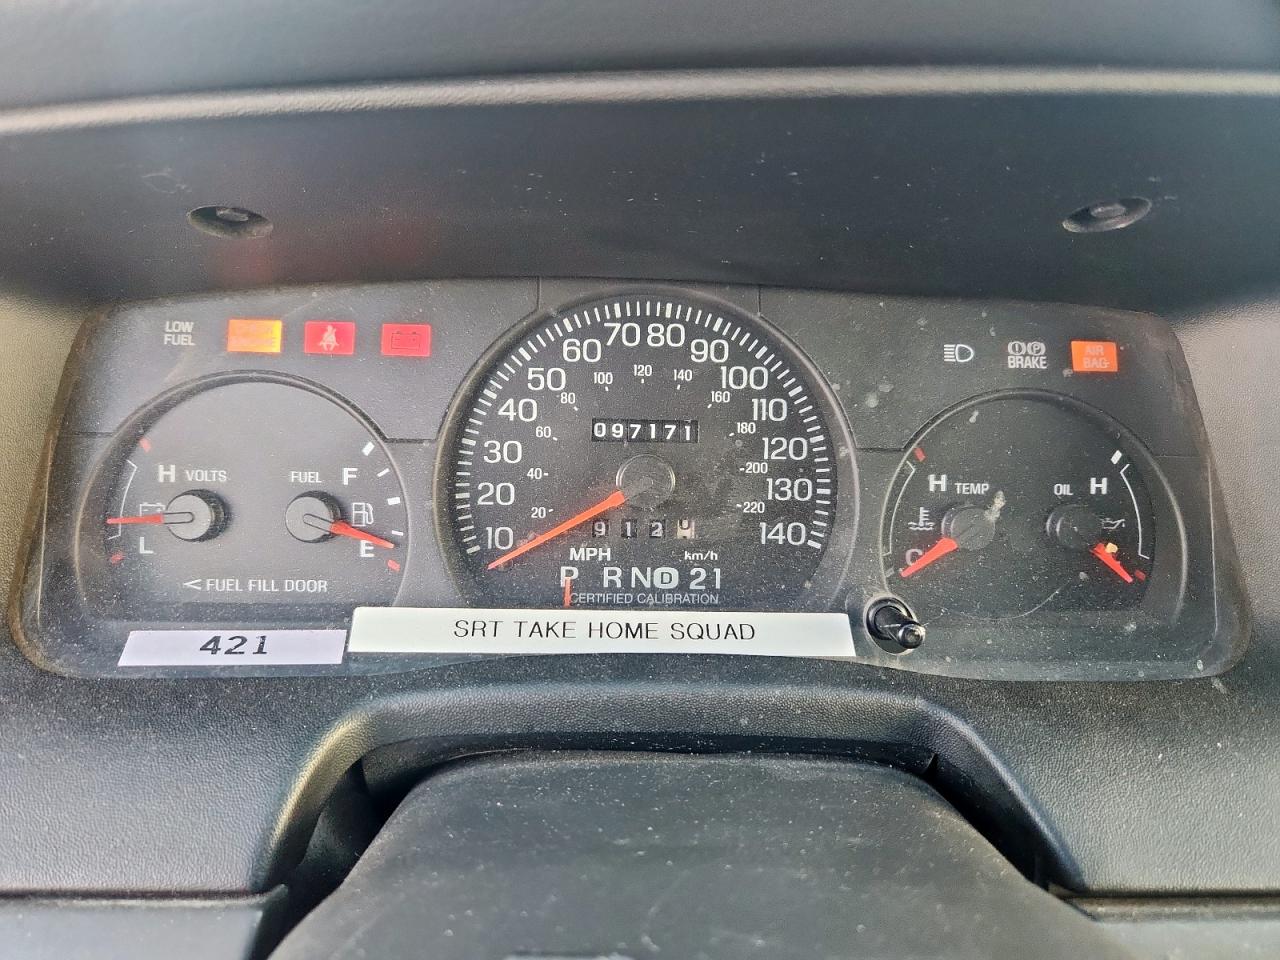 LOW
FUEL
CHECK
ENGINE
BRAKE
AIR
BAG
H VOLTS
L
FUEL F
E
< FUEL FILL DOOR
10 20 30 40 50 60 70 80 90 100 110 120 130 140
20 40 60 80 100 120 140 160 180 200 220
097171
912
MPH km/h
P R N D 2 1
CERTIFIED CALIBRATION
H TEMP
C
OIL H
421
SRT TAKE HOME SQUAD